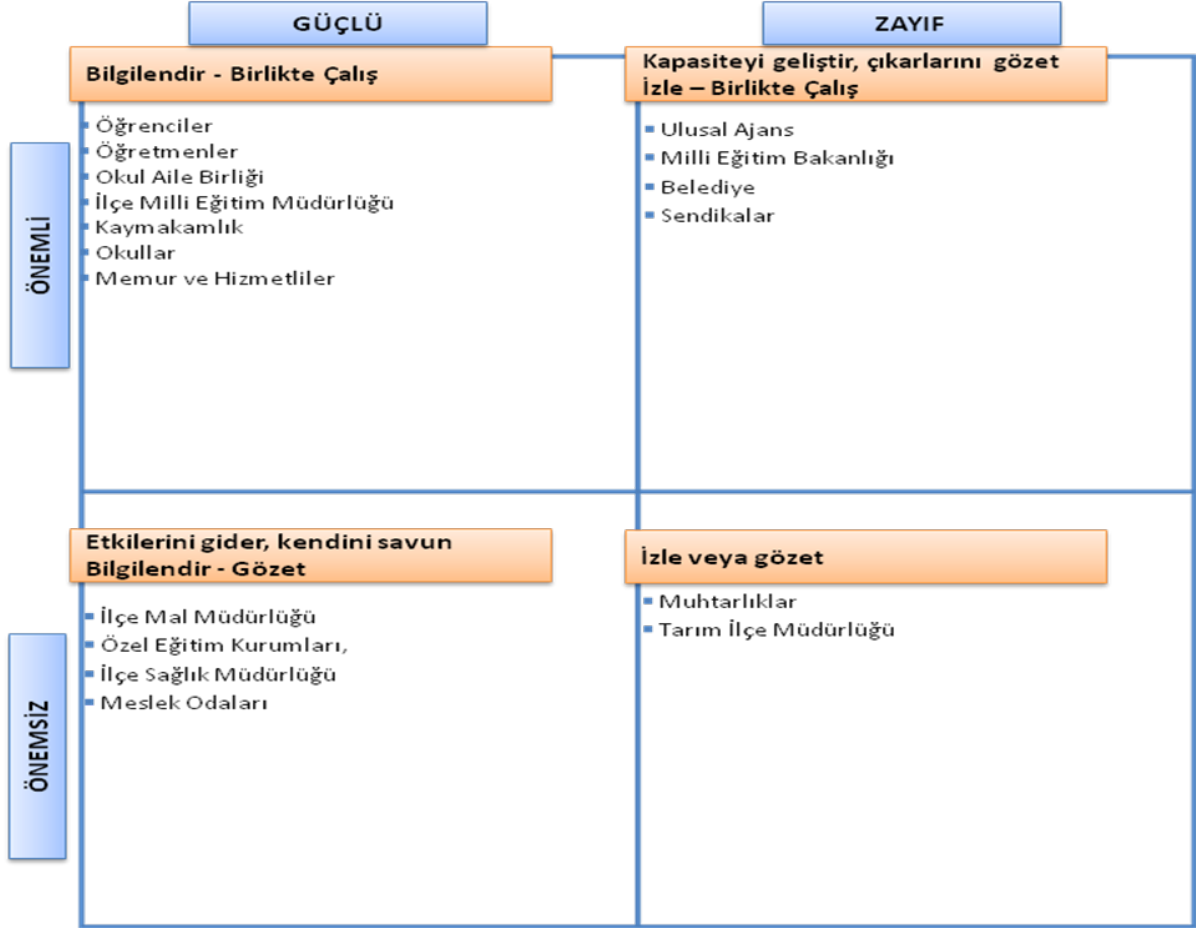 GÜÇLÜ
ZAYIF
ÖNEMLİ
Bilgilendir - Birlikte Çalış
Öğrenciler
Öğretmenler
Okul Aile Birliği
İlçe Milli Eğitim Müdürlüğü
Kaymakamlık
Okullar
Memur ve Hizmetliler
Kapasiteyi geliştir, çıkarlarını gözet
İzle – Birlikte Çalış
Ulusal Ajans
Milli Eğitim Bakanlığı
Belediye
Sendikalar
ÖNEMSİZ
Etkilerini gider, kendini savun
Bilgilendir - Gözet
İlçe Mal Müdürlüğü
Özel Eğitim Kurumları,
İlçe Sağlık Müdürlüğü
Meslek Odaları
İzle veya gözet
Muhtarlıklar
Tarım İlçe Müdürlüğü